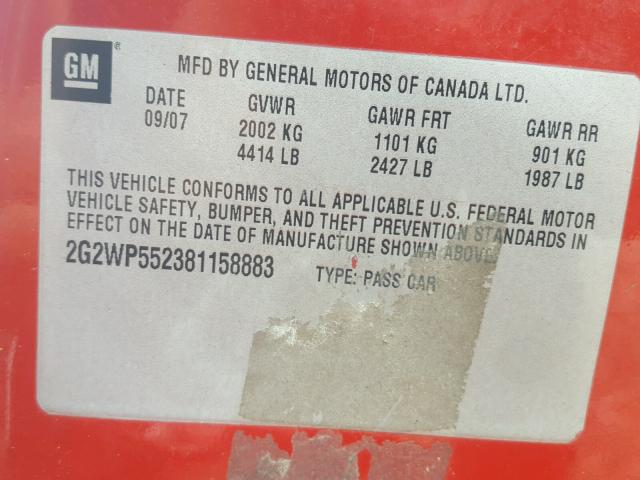 GM ®
MFD BY GENERAL MOTORS OF CANADA LTD.
DATE GVWR GAWR FRT GAWR RR
09/07 2002 KG 1101 KG 901 KG
4414 LB 2427 LB 1987 LB
THIS VEHICLE CONFORMS TO ALL APPLICABLE U.S. FEDERAL MOTOR
VEHICLE SAFETY, BUMPER, AND THEFT PREVENTION STANDARDS IN
EFFECT ON THE DATE OF MANUFACTURE SHOWN ABOVE
2G2WP552381158883 TYPE: PASS CAR